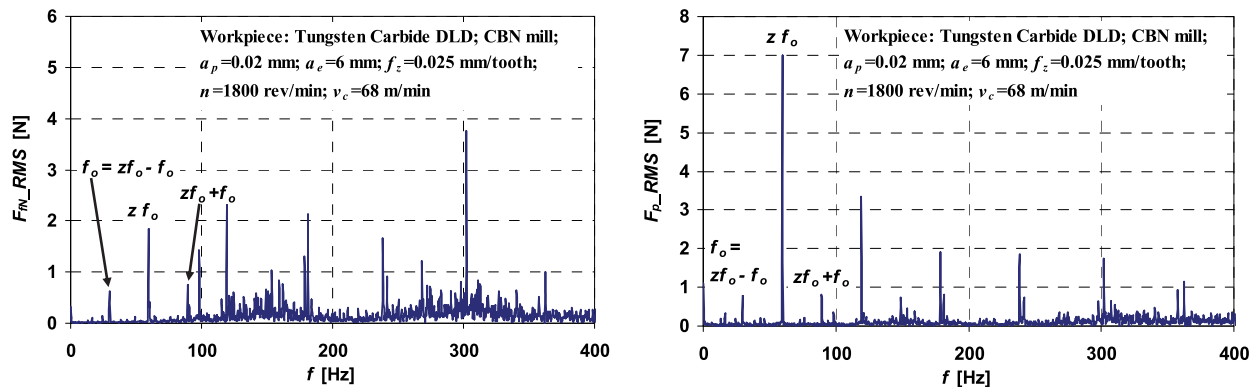 Workpiece: Tungsten Carbide DLD; CBN mill;
a_p=0.02 mm; a_e=6 mm; f_z=0.025 mm/tooth;
n=1800 rev/min; v_c=68 m/min
6
5
4
3
2
1
0
F_fN_RMS [N]
f_o = zf_o - f_o
z f_o
zf_o+f_o
0 100 200 300 400
f [Hz]
Workpiece: Tungsten Carbide DLD; CBN mill;
a_p=0.02 mm; a_e=6 mm; f_z=0.025 mm/tooth;
n=1800 rev/min; v_c=68 m/min
8
7
6
5
4
3
2
1
0
F_p_RMS [N]
z f_o
f_o =
zf_o - f_o
zf_o+f_o
0 100 200 300 400
f [Hz]